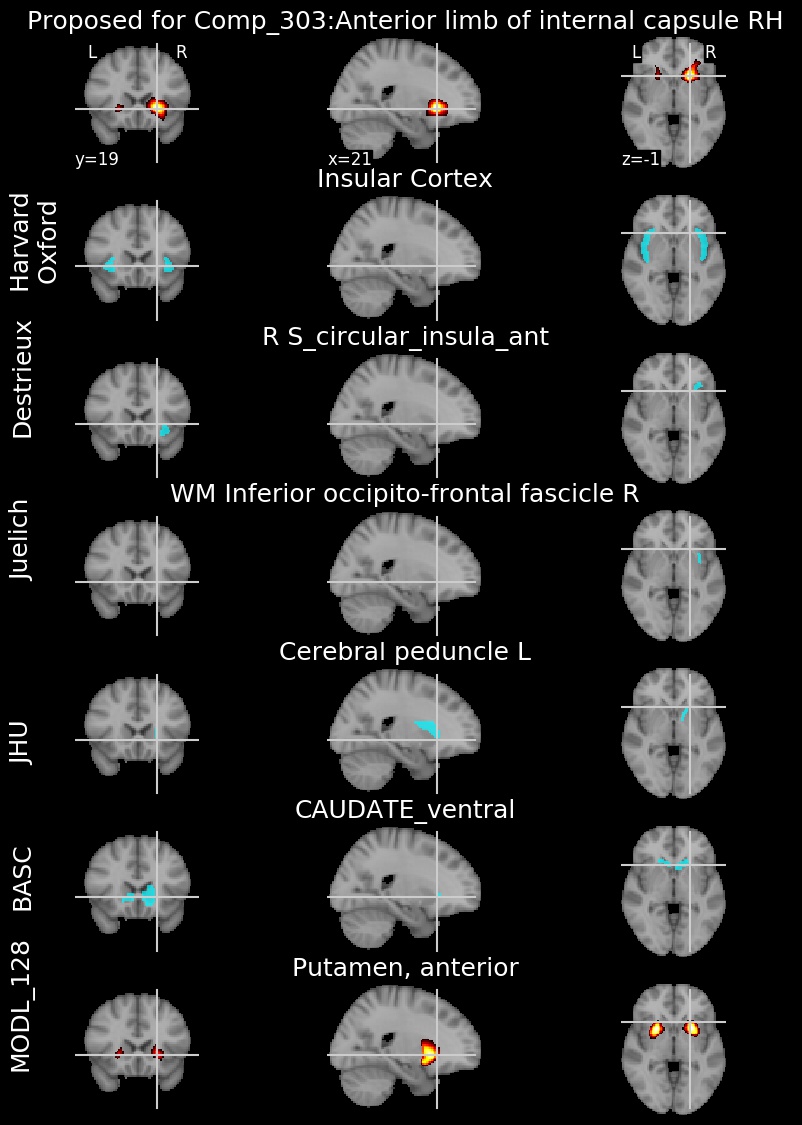 Proposed for Comp_303:Anterior limb of internal capsule RH
L R L R
y=19 x=21 z=-1
Insular Cortex
Harvard
Oxford
R S_circular_insula_ant
Destrieux
WM Inferior occipito-frontal fascicle R
Juelich
Cerebral peduncle L
JHU
CAUDATE_ventral
BASC
Putamen, anterior
MODL_128